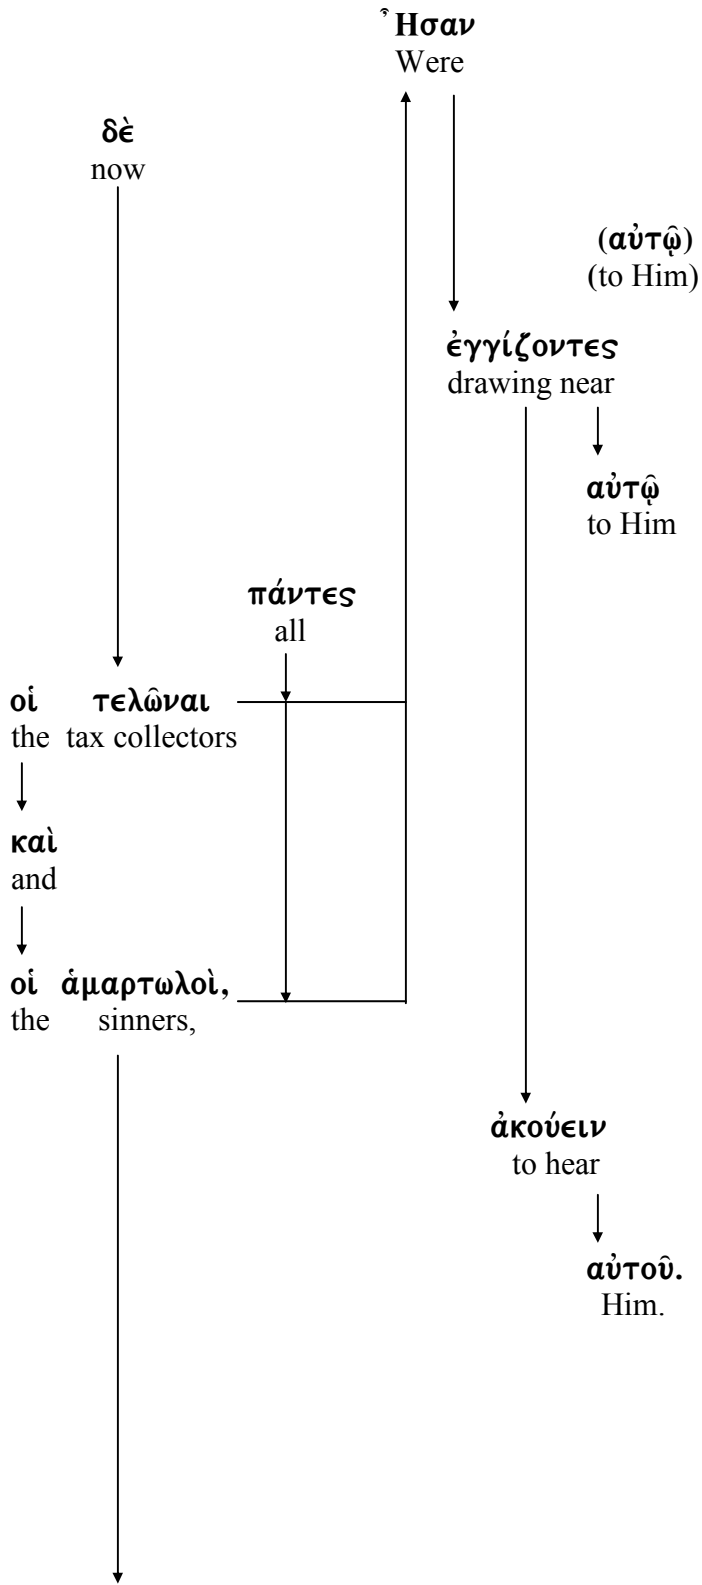 Ἦσαν
Were
δὲ
now
(αὐτῷ)
(to Him)
ἐγγίζοντες
drawing near
αὐτῷ
to Him
πάντες
all
οἱ τελῶναι
the tax collectors
καὶ
and
οἱ ἁμαρτωλοὶ,
the sinners,
ἀκούειν
to hear
αὐτοῦ.
Him.